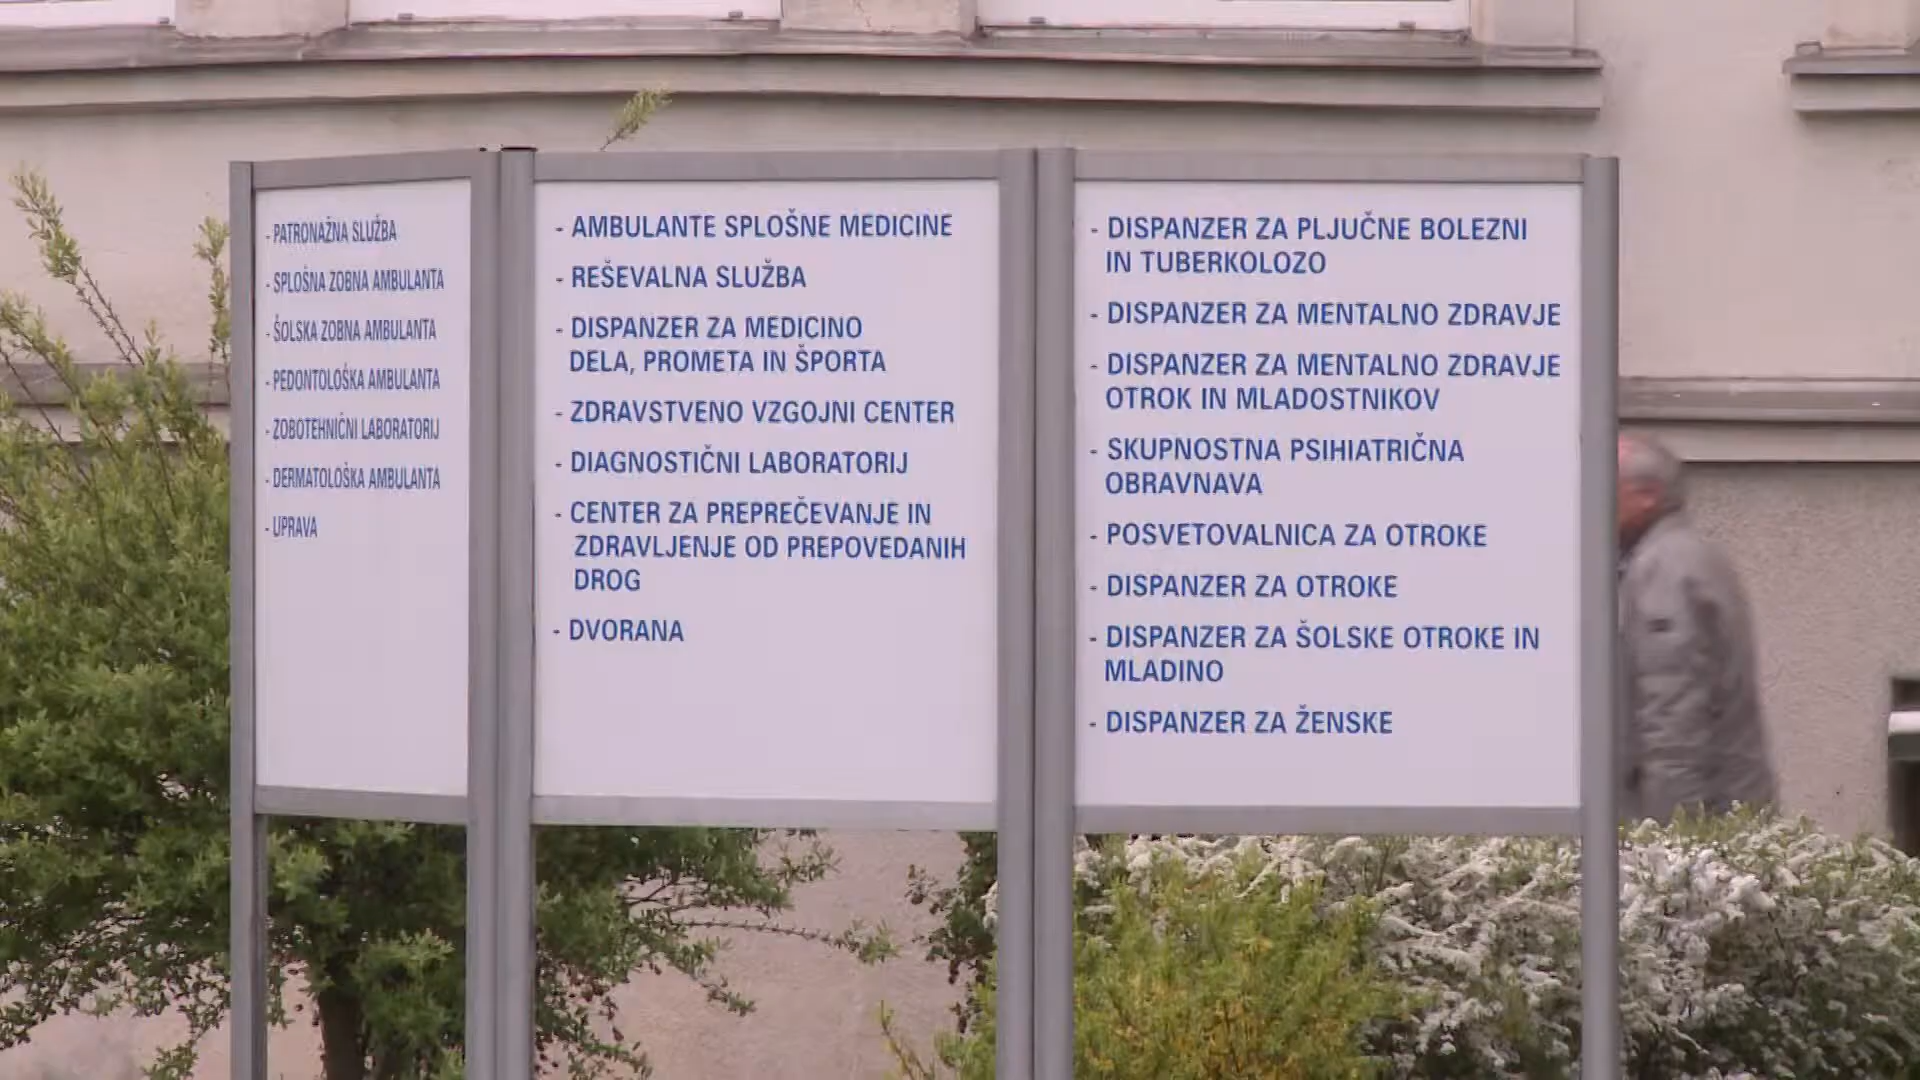 - PATRONAŽNA SLUŽBA
- SPLOŠNA ZOBNA AMBULANTA
- ŠOLSKA ZOBNA AMBULANTA
- PEDONTOLOŠKA AMBULANTA
- ZOBOTEHNIČNI LABORATORIJ
- DERMATOLOŠKA AMBULANTA
- UPRAVA
- AMBULANTE SPLOŠNE MEDICINE
- REŠEVALNA SLUŽBA
- DISPANZER ZA MEDICINO
DELA, PROMETA IN ŠPORTA
- ZDRAVSTVENO VZGOJNI CENTER
- DIAGNOSTIČNI LABORATORIJ
- CENTER ZA PREPREČEVANJE IN
ZDRAVLJENJE OD PREPOVEDANIH
DROG
- DVORANA
- DISPANZER ZA PLJUČNE BOLEZNI
IN TUBERKOLOZO
- DISPANZER ZA MENTALNO ZDRAVJE
- DISPANZER ZA MENTALNO ZDRAVJE
OTROK IN MLADOSTNIKOV
- SKUPNOSTNA PSIHIATRIČNA
OBRAVNAVA
- POSVETOVALNICA ZA OTROKE
- DISPANZER ZA OTROKE
- DISPANZER ZA ŠOLSKE OTROKE IN
MLADINO
- DISPANZER ZA ŽENSKE